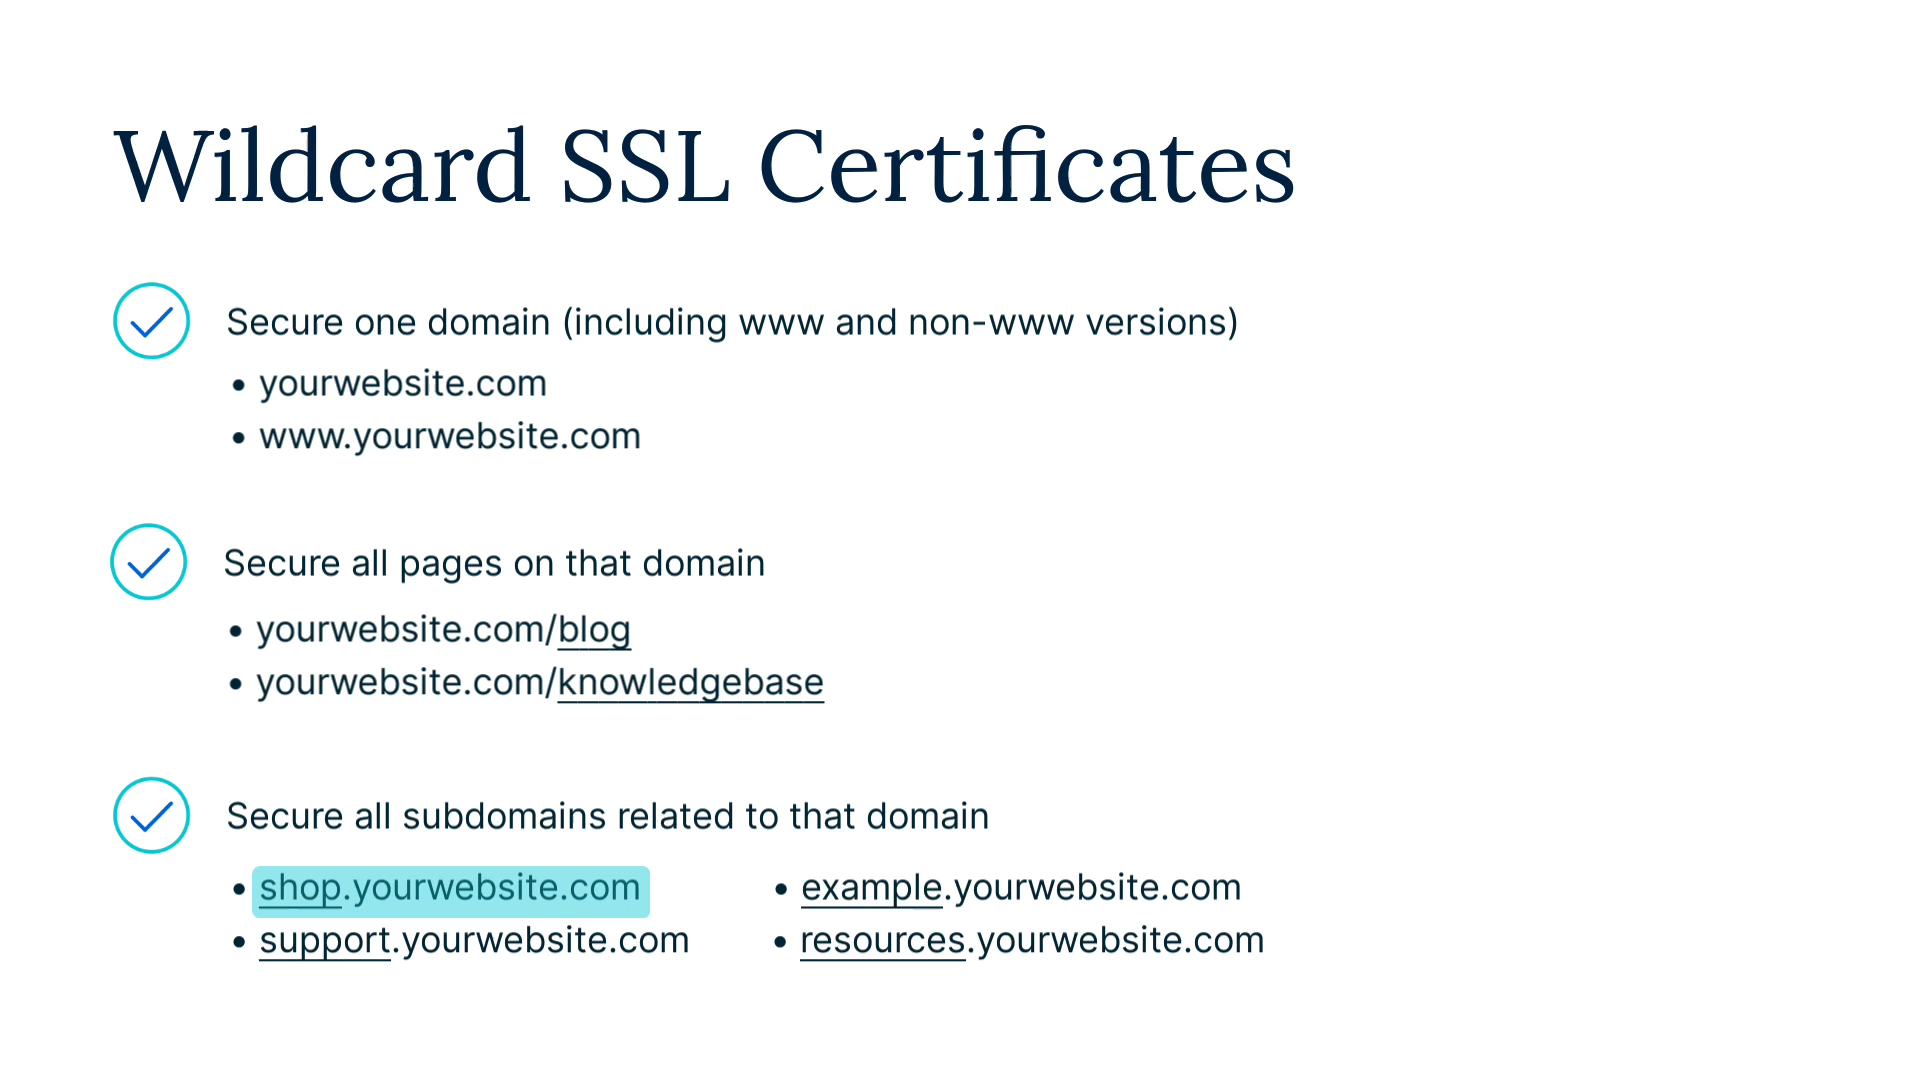 Wildcard SSL Certificates
Secure one domain (including www and non-www versions)
• yourwebsite.com
• www.yourwebsite.com
Secure all pages on that domain
• yourwebsite.com/blog
• yourwebsite.com/knowledgebase
Secure all subdomains related to that domain
• shop.yourwebsite.com
• support.yourwebsite.com
• example.yourwebsite.com
• resources.yourwebsite.com